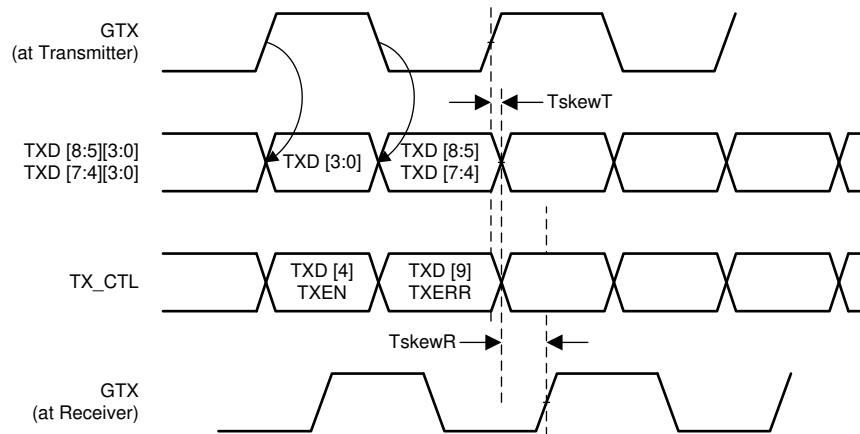 GTX
(at Transmitter)
TskewT
TXD [8:5][3:0]
TXD [7:4][3:0]
TXD [3:0]
TXD [8:5]
TXD [7:4]
TX_CTL
TXD [4]
TXEN
TXD [9]
TXERR
TskewR
GTX
(at Receiver)